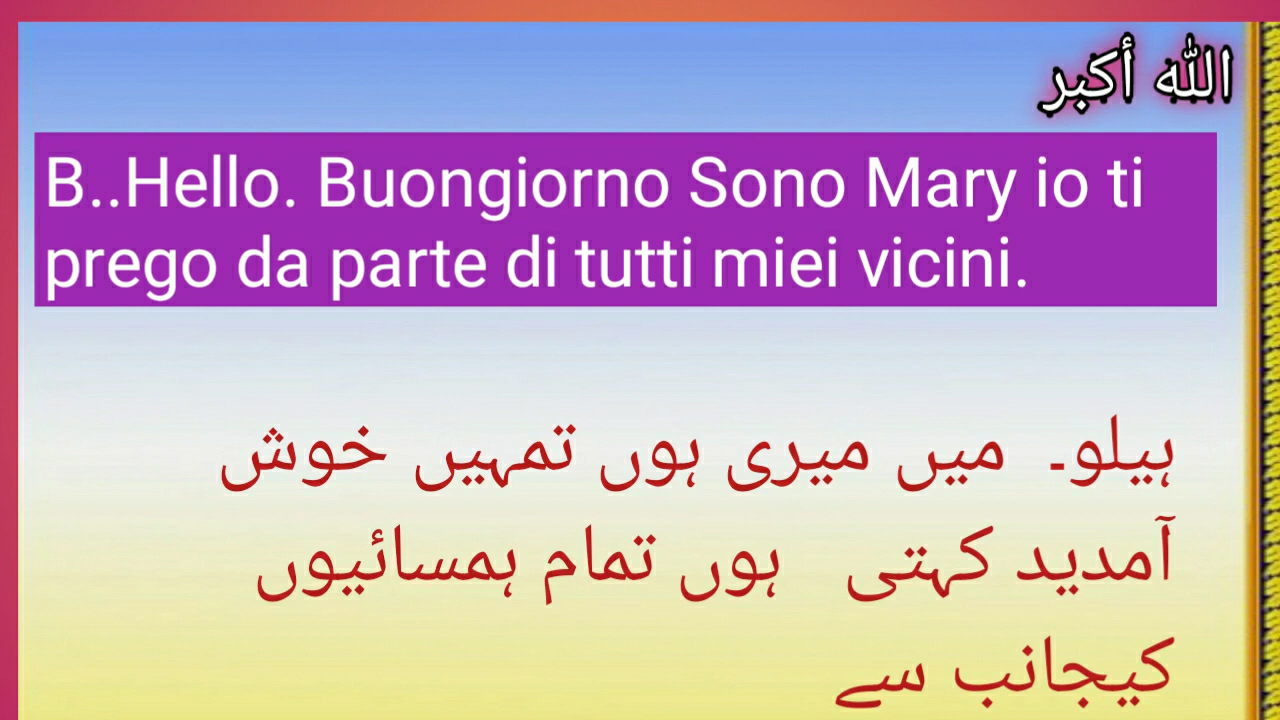 الله أكبر
B..Hello. Buongiorno Sono Mary io ti
prego da parte di tutti miei vicini.
ہیلو۔ میں میری ہوں تمہیں خوش
آمدید کہتی ہوں تمام ہمسائیوں
کیجانب سے